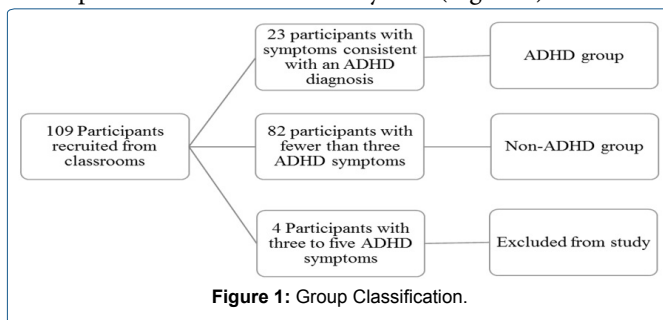 23 participants with
symptoms consistent
with an ADHD
diagnosis
ADHD group
109 Participants
recruited from
classrooms
82 participants with
fewer than three
ADHD symptoms
Non-ADHD group
4 Participants with
three to five ADHD
symptoms
Excluded from study
Figure 1: Group Classification.